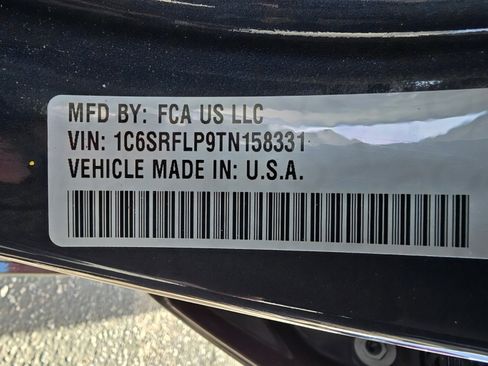 MFD BY: FCA US LLC
VIN: 1C6SRFLP9TN158331
VEHICLE MADE IN: U.S.A.